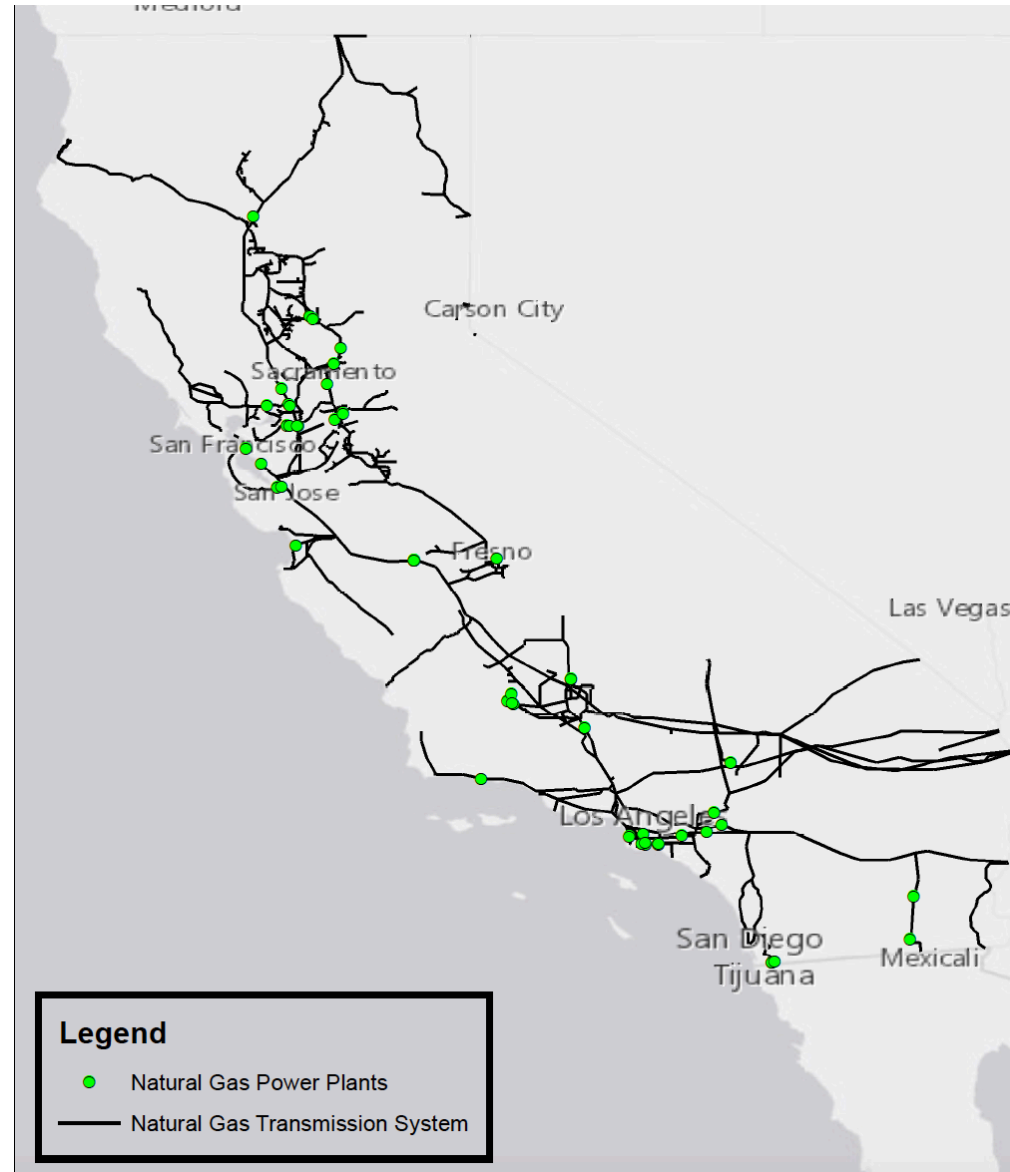 Medford
Carson City
Sacramento
San Francisco
San Jose
Fresno
Las Vegas
Los Angeles
San Diego
Tijuana
Mexicali
Legend
Natural Gas Power Plants
Natural Gas Transmission System